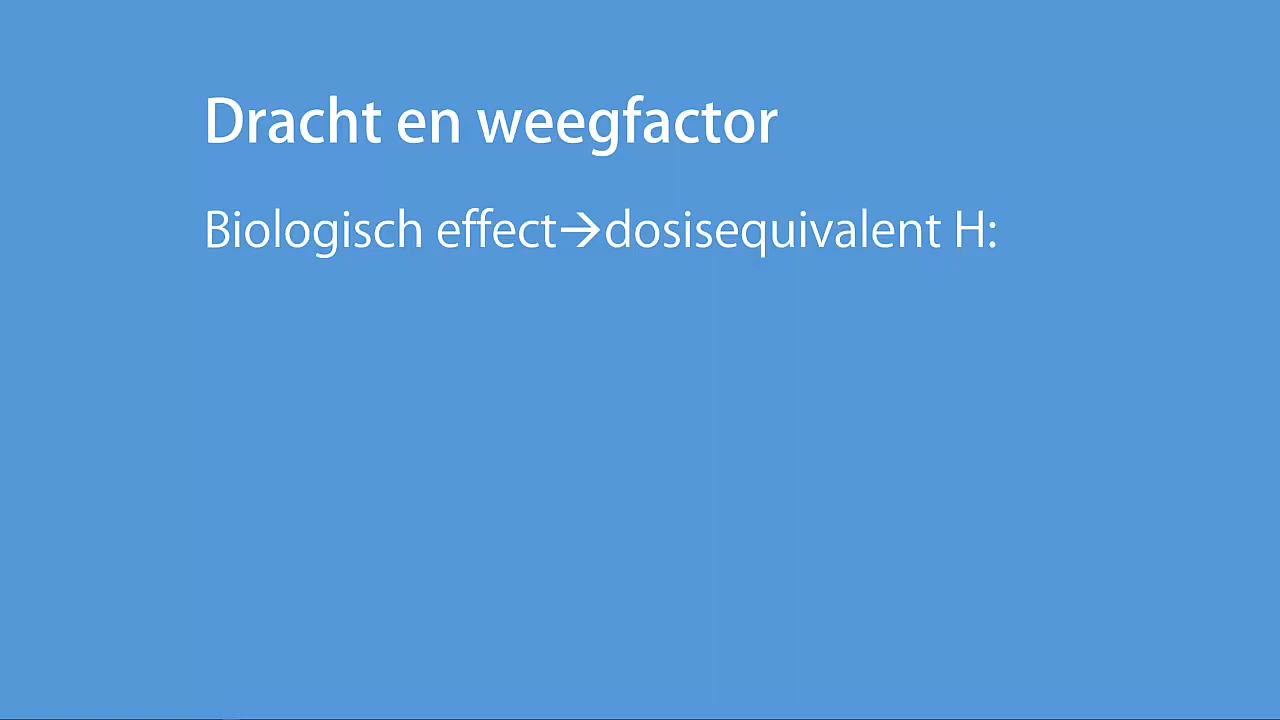 Dracht en weegfactor
Biologisch effect→dosisequivalent H: